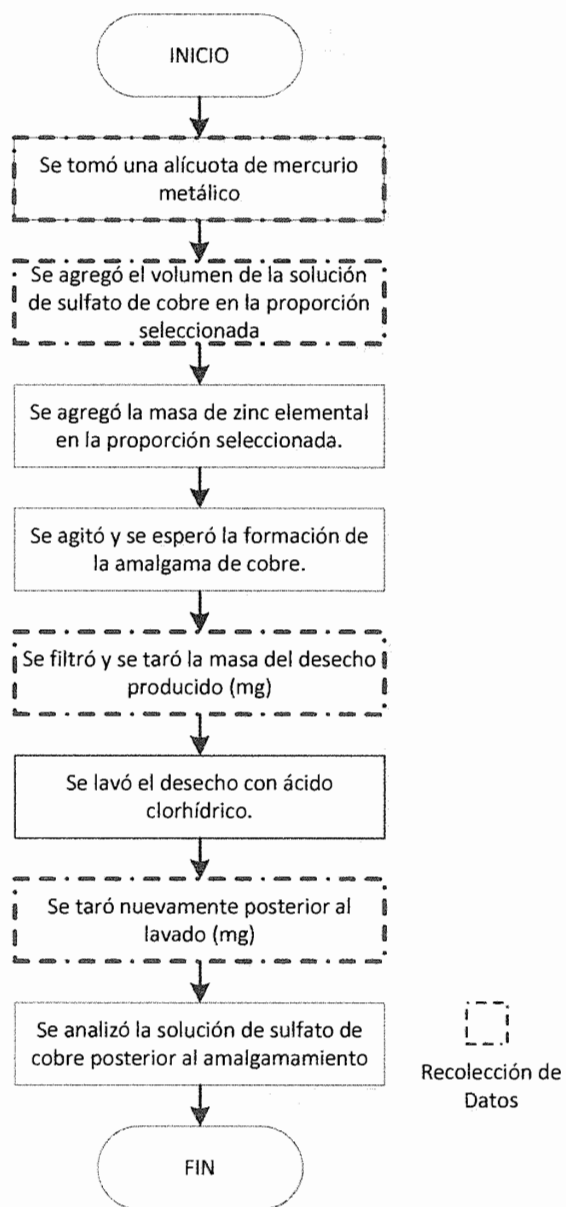 INICIO
Se tomó una alícuota de mercurio
metálico
Se agregó el volumen de la solución
de sulfato de cobre en la proporción
seleccionada
Se agregó la masa de zinc elemental
en la proporción seleccionada.
Se agitó y se esperó la formación de
la amalgama de cobre.
Se filtró y se taró la masa del desecho
producido (mg)
Se lavó el desecho con ácido
clorhídrico.
Se taró nuevamente posterior al
lavado (mg)
Se analizó la solución de sulfato de
cobre posterior al amalgamamiento
Recolección de
Datos
FIN